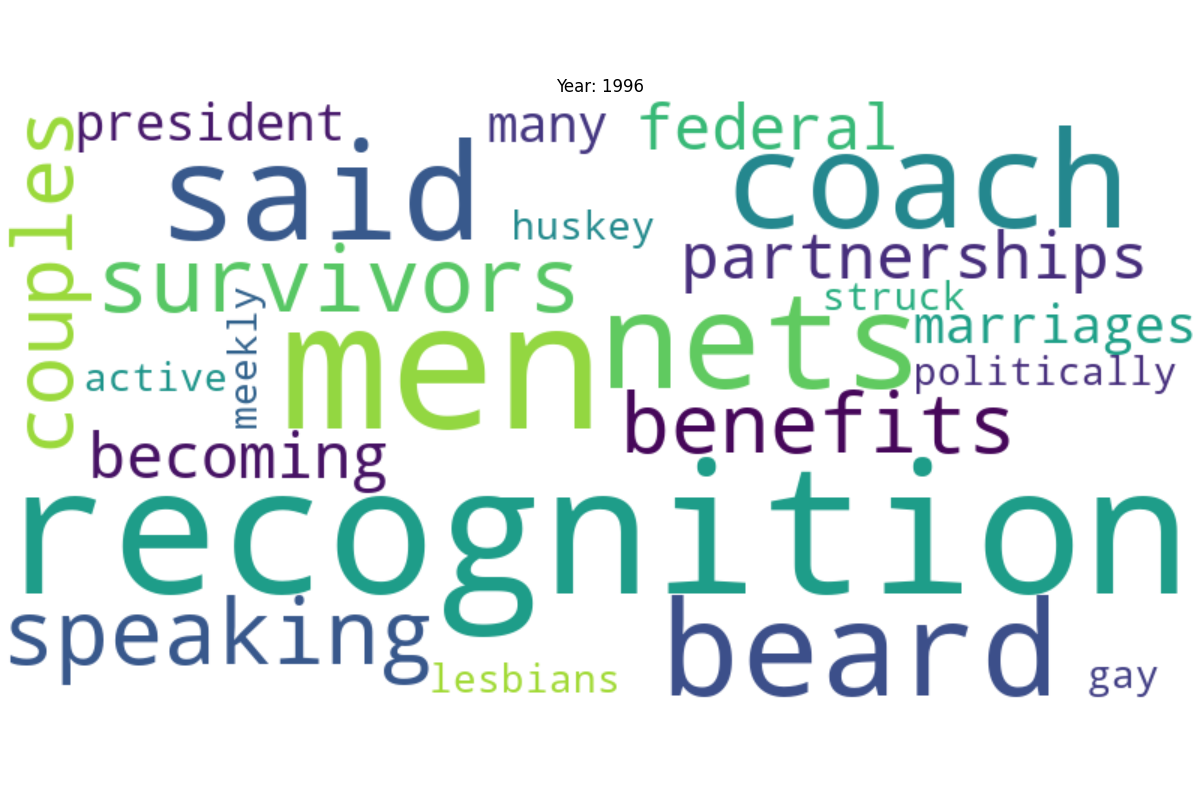 Year: 1996
president many federal
couples said coach
huskey
partnerships
survivors
struck
weekly men nets marriages
active politically
benefits
becoming
recognition
speaking beard
lesbians gay